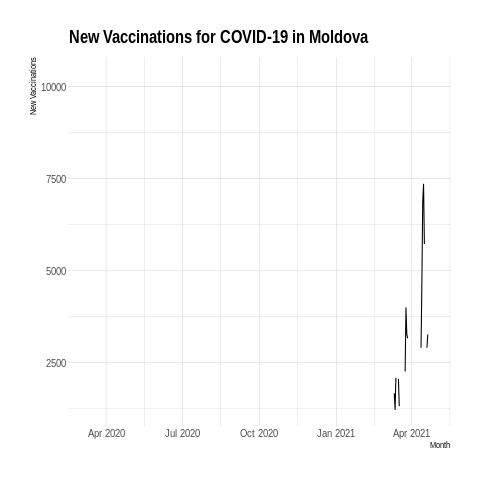 New Vaccinations for COVID-19 in Moldova
New Vaccinations
10000
7500
5000
2500
Apr 2020 Jul 2020 Oct 2020 Jan 2021 Apr 2021
Month